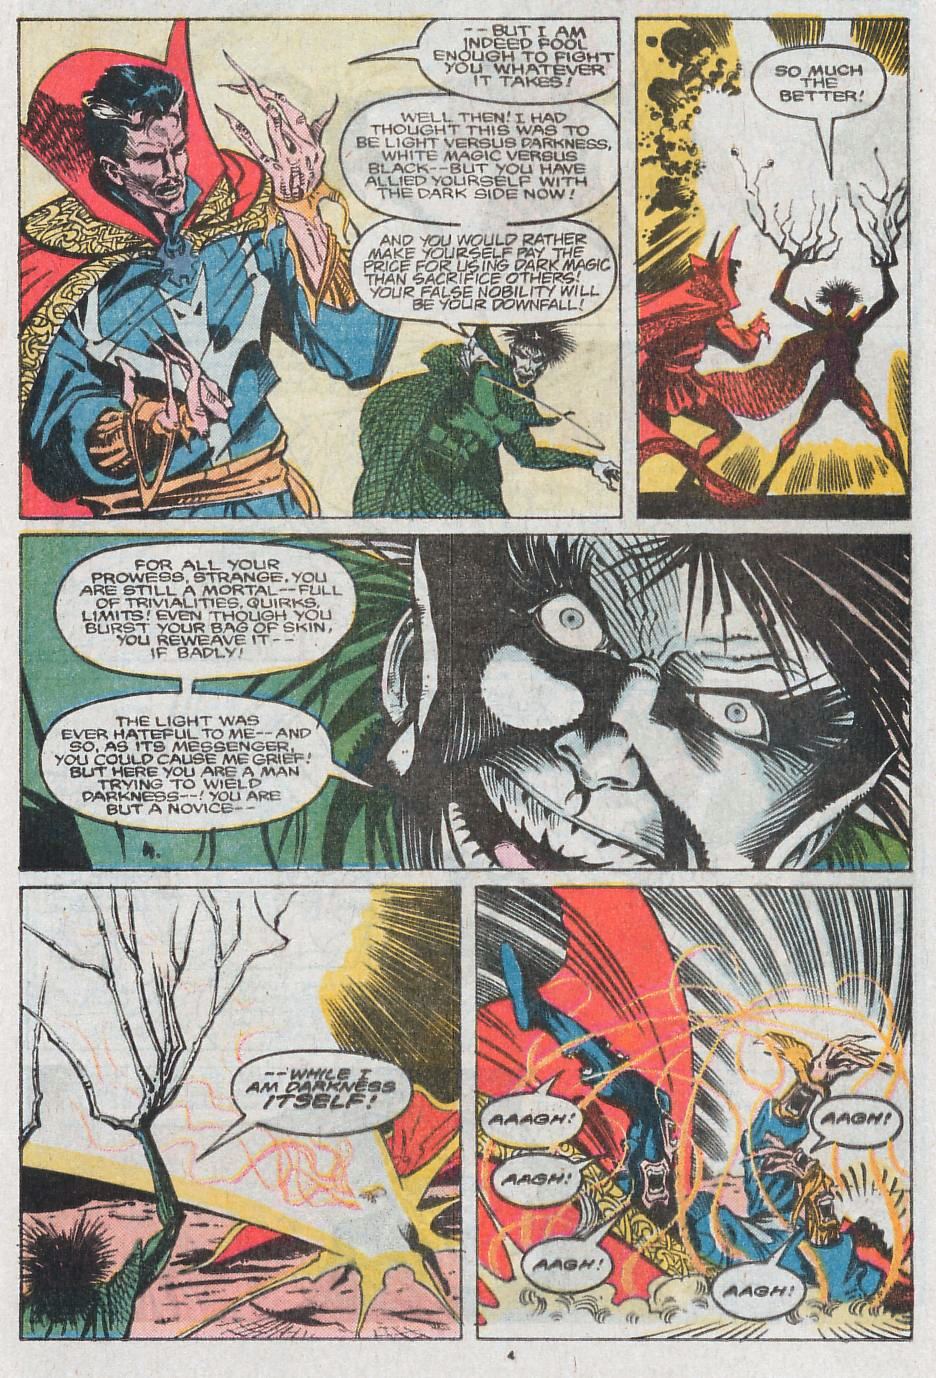 --BUT I AM
INDEED FOOL
ENOUGH TO FIGHT
YOU WHATEVER
IT TAKES!
WELL THEN! I HAD
THOUGHT THIS WAS TO
BE LIGHT VERSUS DARKNESS,
WHITE MAGIC VERSUS
BLACK--BUT YOU HAVE
ALLIED YOURSELF WITH
THE DARK SIDE NOW!
AND YOU WOULD RATHER
MAKE YOURSELF PAY THE
PRICE FOR USING DARK MAGIC
THAN SACRIFICE OTHERS.
YOUR FALSE NOBILITY WILL
BE YOUR DOWNFALL!
SO MUCH
THE
BETTER!
FOR ALL YOUR
PROWESS, STRANGE, YOU
ARE STILL A MORTAL--FULL
OF TRIVIALITIES, QUIRKS,
LIMITS! EVEN THOUGH YOU
BURST YOUR BAG OF SKIN,
YOU REWEAVE IT--
IF BADLY!
THE LIGHT WAS
EVER HATEFUL TO ME--AND
SO, AS ITS MESSENGER,
YOU COULD CAUSE ME GRIEF!
BUT HERE YOU ARE A MAN
TRYING TO WIELD
DARKNESS--! YOU ARE
BUT A NOVICE--
--WHILE I
AM DARKNESS
ITSELF!
AAAGH!
AAGH!
AAGH!
AAGH!
AAGH!
4